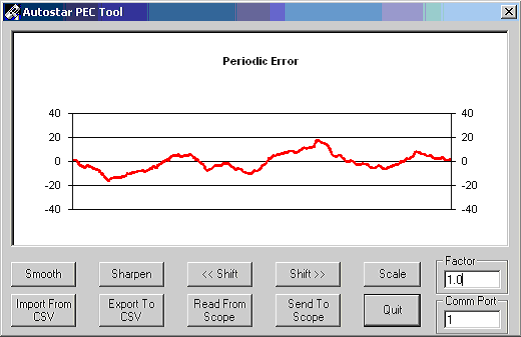 Autostar PEC Tool
Periodic Error
40 40
20 20
0 0
-20 -20
-40 -40
Smooth Sharpen << Shift Shift >> Scale
Factor
1.0
Import From CSV
Export To CSV
Read From Scope
Send To Scope
Quit
Comm Port
1